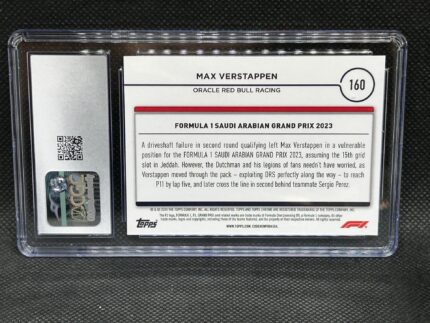 MAX VERSTAPPEN
ORACLE RED BULL RACING
160
FORMULA 1 SAUDI ARABIAN GRAND PRIX 2023
A driveshaft failure in second round qualifying left Max Verstappen in a vulnerable
position for the FORMULA 1 SAUDI ARABIAN GRAND PRIX 2023, assuming the 15th grid
slot in Jeddah. However, the Dutchman and his legions of fans needn't have worried, as
Verstappen moved through the pack – exploiting DRS perfectly along the way – to reach
P11 by lap five, and later cross the line in second behind teammate Sergio Perez.
Topps
F1